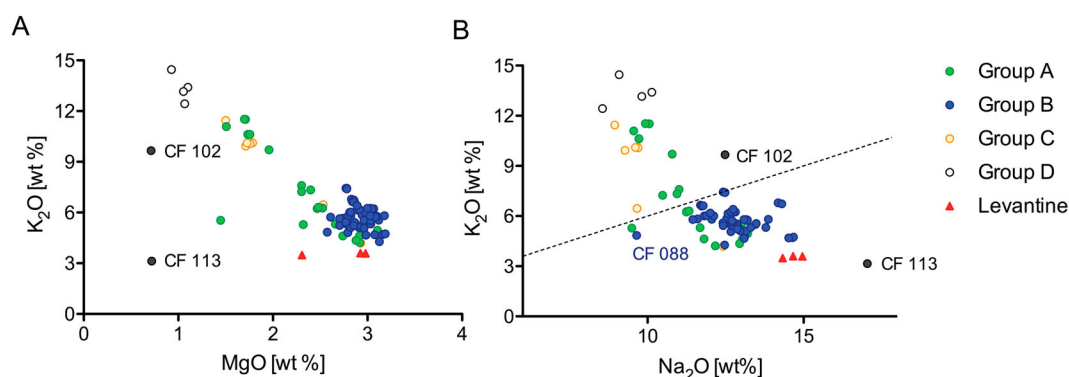 A
K2O [wt %]
15
12
9
6
3
0
CF 102
CF 113
0
1
2
3
4
MgO [wt %]
B
K2O [wt %]
15
12
9
6
3
0
CF 102
CF 088
CF 113
10
15
Na2O [wt%]
Group A
Group B
Group C
Group D
Levantine